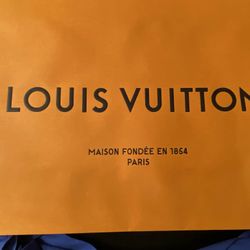 LOUIS VUITTON
MAISON FONDÉE EN 1854
PARIS